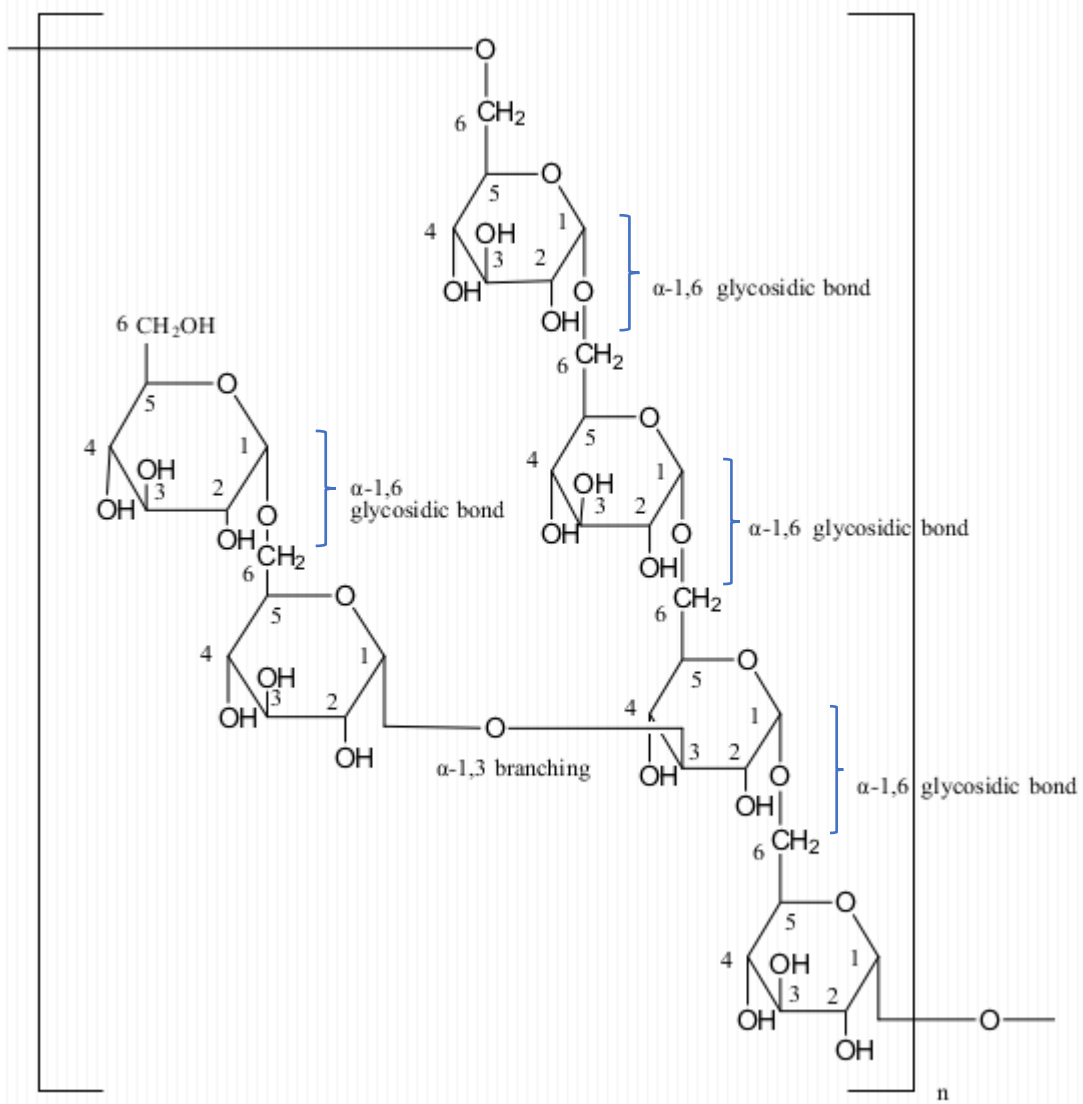 O
6 CH2
O
5
1
4
OH
2
3
α-1,6 glycosidic bond
OH
O
OH
6 CH2OH
6 CH2
O
5
O
5
1
4
OH
2
3
4
1
OH
3
2
α-1,6
glycosidic bond
OH
O
OH
O
OH
α-1,6 glycosidic bond
OH
CH2
6
OH
6 CH2
5
O
4
1
OH
3
2
O
5
4
1
OH
OH
O
3
2
α-1,3 branching
OH
O
OH
α-1,6 glycosidic bond
OH
6 CH2
O
5
4
1
OH
3
2
OH
O
OH
n